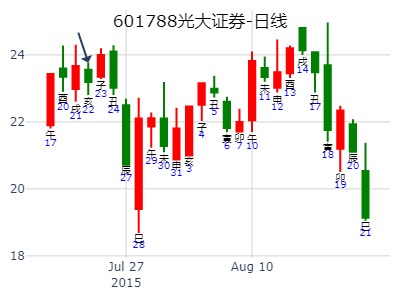 601788光大证券-日线
24
22
20
18
午
17
酉
20
戌
21
亥
22
子
23
丑
24
辰
27
巳
28
午
29
未
30
申
31
亥
3
子
4
丑
5
寅
6
卯
7
午
10
未
11
申
12
酉
13
戌
14
丑
17
寅
18
卯
19
辰
20
巳
21
Jul 27
2015
Aug 10